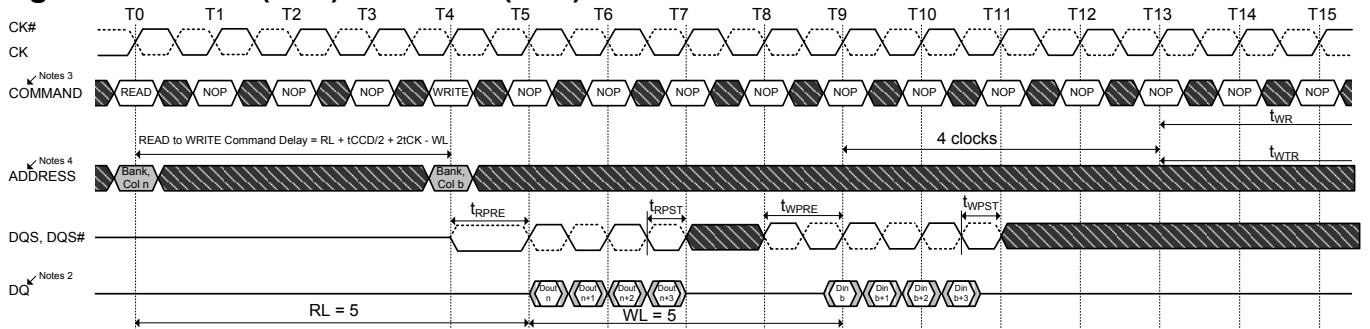 T0 T1 T2 T3 T4 T5 T6 T7 T8 T9 T10 T11 T12 T13 T14 T15
CK#
CK
Notes 3
COMMAND READ NOP NOP NOP WRITE NOP NOP NOP NOP NOP NOP NOP NOP NOP NOP NOP
tWR
READ to WRITE Command Delay = RL + tCCD/2 + 2tCK - WL
4 clocks
tWTR
Notes 4
ADDRESS
Bank,
Col n
Bank,
Col b
tRPRE tRPST tWPRE tWPST
DQS, DQS#
Notes 2
DQ
Dout
n
Dout
n+1
Dout
n+2
Dout
n+3
Din
b
Din
b+1
Din
b+2
Din
b+3
RL = 5 WL = 5